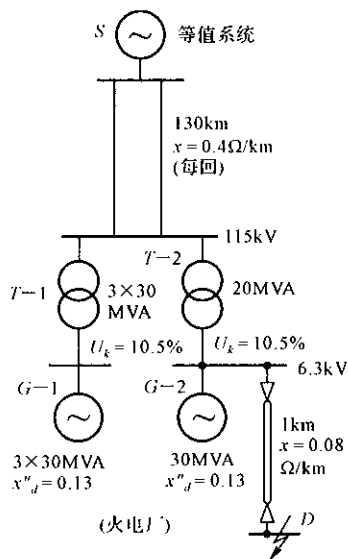 S
等值系统
130km
x = 0.4Ω/km
(每回)
115kV
T-2
T-1
3×30
MVA
20MVA
U_k = 10.5%
U_k = 10.5%
6.3kV
G-1
G-2
1km
x = 0.08
Ω/km
3×30MVA
x″_d = 0.13
30MVA
x″_d = 0.13
(火电厂)
D